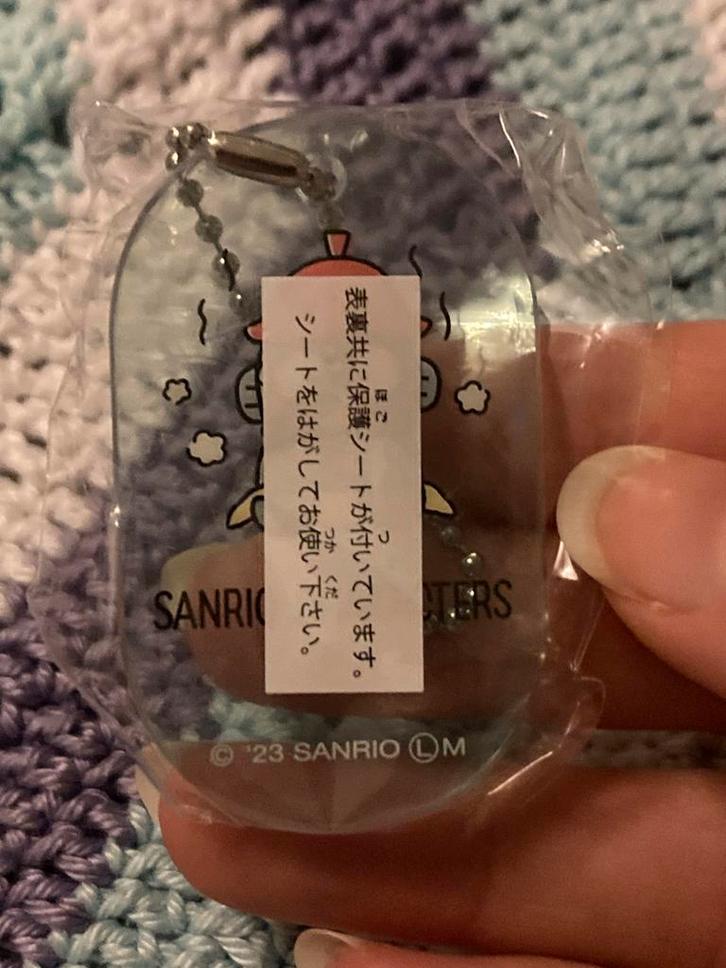 表裏共に保護シートが付いています。
シートをはがしてお使い下さい。
SANRIO CTERS
© '23 SANRIO Ⓛ M